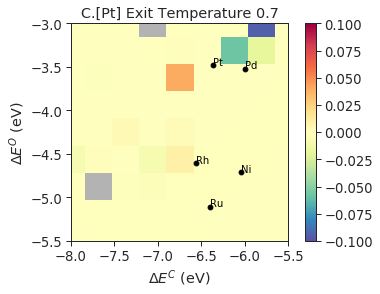 C.[Pt] Exit Temperature 0.7
−3.0
−3.5
−4.0
−4.5
−5.0
−5.5
ΔE^O (eV)
Pt
Pd
Rh
Ni
Ru
−8.0 −7.5 −7.0 −6.5 −6.0 −5.5
ΔE^C (eV)
0.100
0.075
0.050
0.025
0.000
−0.025
−0.050
−0.075
−0.100